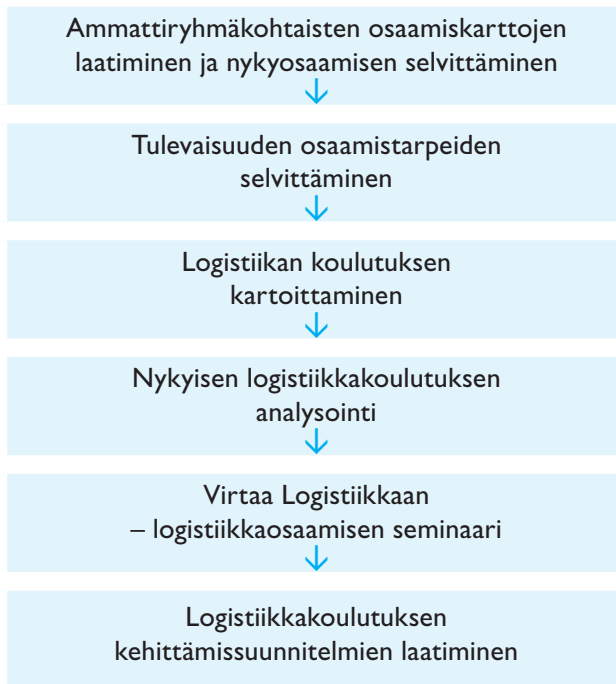 Ammattiryhmäkohtaisten osaamiskarttojen
laatiminen ja nykyosaamisen selvittäminen
Tulevaisuuden osaamistarpeiden
selvittäminen
Logistiikan koulutuksen
kartoittaminen
Nykyisen logistiikkakoulutuksen
analysointi
Virtaa Logistiikkaan
– logistiikkaosaamisen seminaari
Logistiikkakoulutuksen
kehittämissuunnitelmien laatiminen